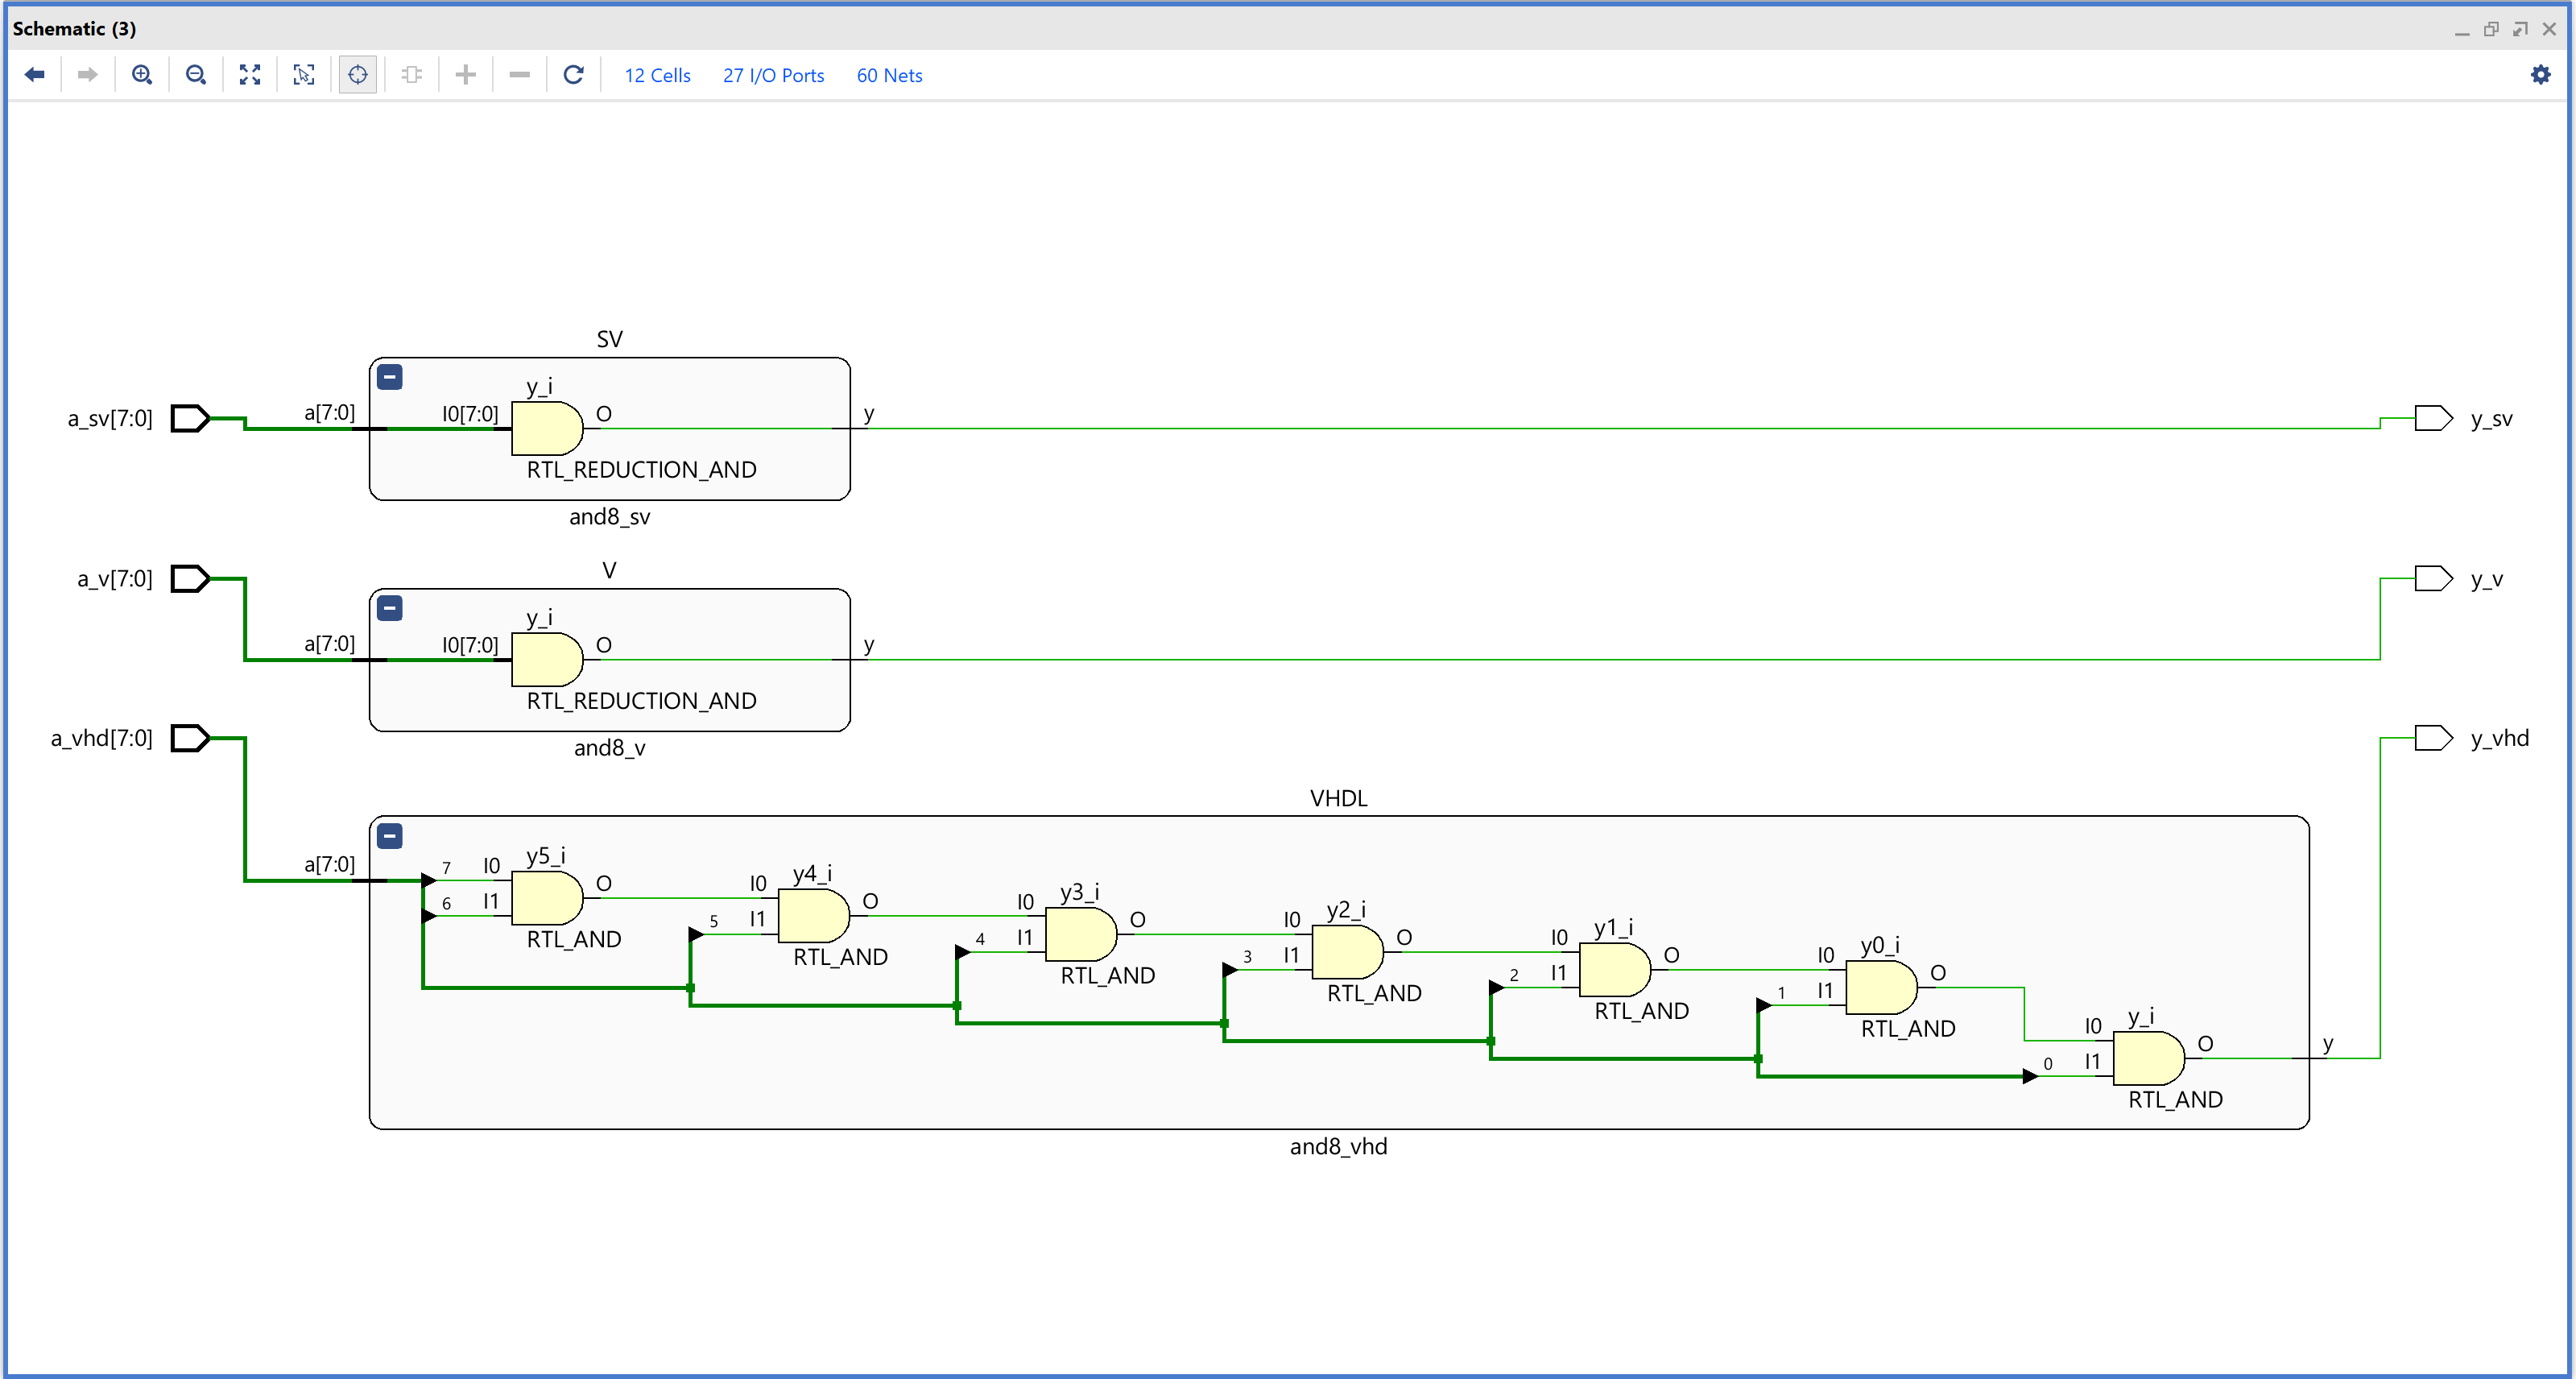 Schematic (3)
12 Cells 27 I/O Ports 60 Nets
SV
y_i
a_sv[7:0] a[7:0] I0[7:0] O y y_sv
RTL_REDUCTION_AND
and8_sv
V
a_v[7:0] y_v
y_i
a[7:0] I0[7:0] O y
RTL_REDUCTION_AND
a_vhd[7:0] y_vhd
and8_v
VHDL
a[7:0]
7 I0 y5_i O
6 I1
RTL_AND
I0 y4_i O
5 I1
RTL_AND
I0 y3_i O
4 I1
RTL_AND
I0 y2_i O
3 I1
RTL_AND
I0 y1_i O
2 I1
RTL_AND
I0 y0_i O
1 I1
RTL_AND
I0 y_i O y
0 I1
RTL_AND
and8_vhd